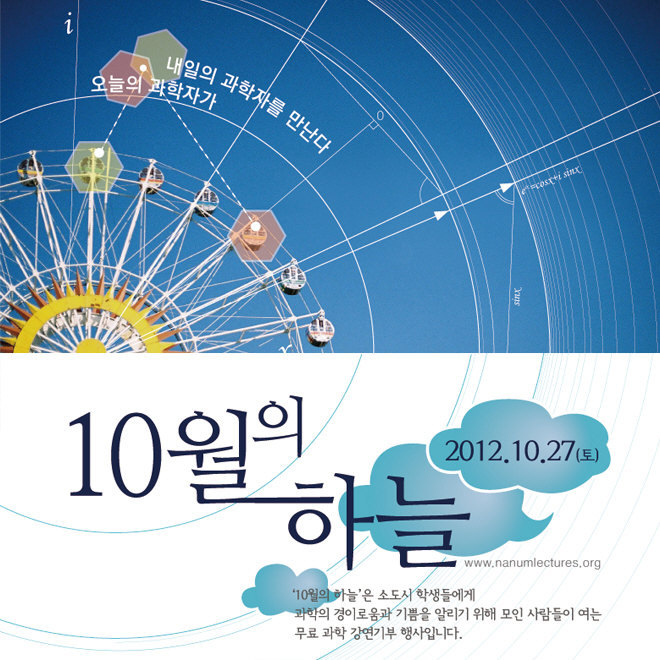 i
내일의 과학자를 만난다
오늘의 과학자가
0
eⁱˣ=cosx+i sinx
sinx
10월의
하늘
2012.10.27(토)
www.nanumlectures.org
‘10월의 하늘’은 소도시 학생들에게
과학의 경이로움과 기쁨을 알리기 위해 모인 사람들이 여는
무료 과학 강연기부 행사입니다.